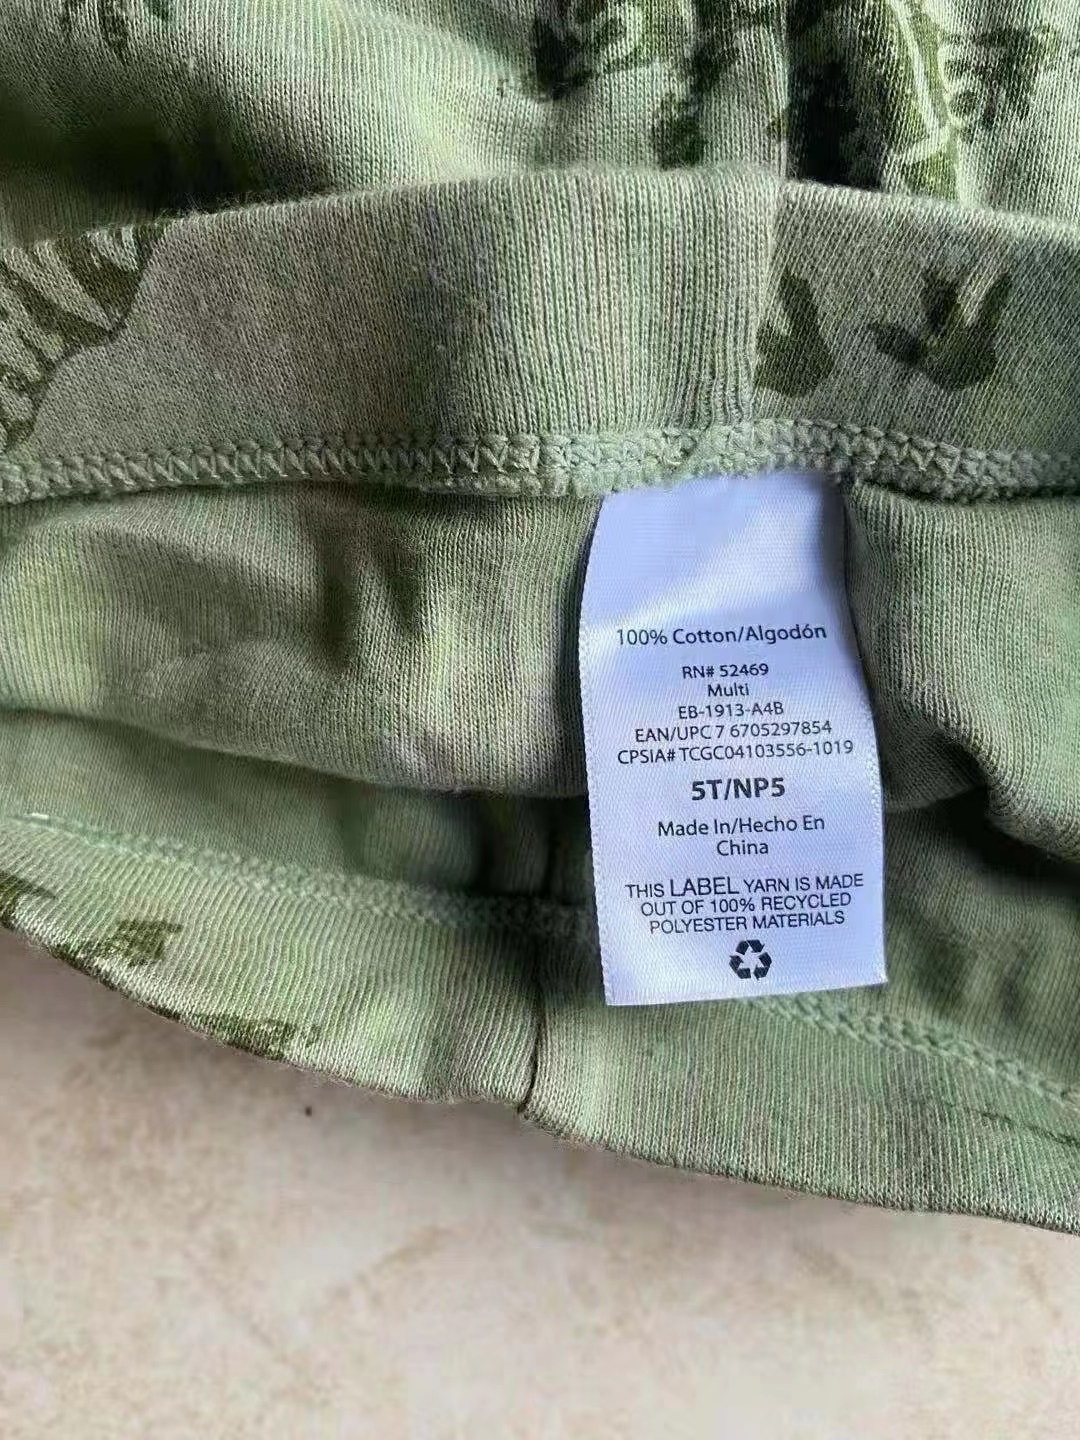 100% Cotton/Algodón
RN# 52469
Multi
EB-1913-A4B
EAN/UPC 7 6705297854
CPSIA# TCGC04103556-1019
5T/NP5
Made In/Hecho En
China
THIS LABEL YARN IS MADE
OUT OF 100% RECYCLED
POLYESTER MATERIALS